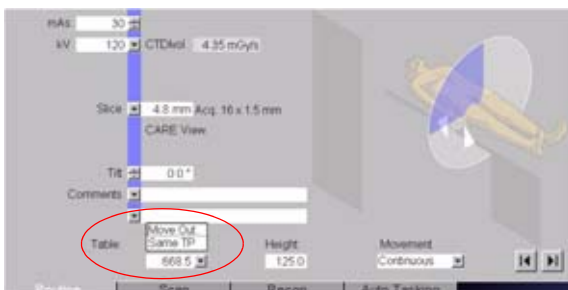 mAs: 30
kV: 120 CTDIvol 4.35 mGy/s
Slice 4.8 mm Acq. 16 x 1.5 mm
CARE View
Tilt 0.0 °
Comments
Move Out
Table: Same TP Height Movement
668.5 125.0 Continuous
Scan Recon Auto Tasking